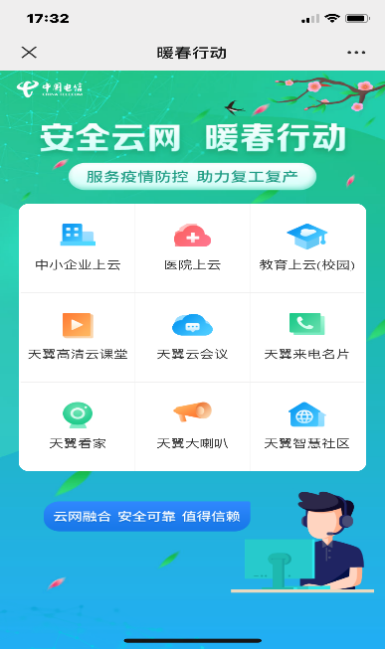 17:32
暖春行动
中国电信
安全云网 暖春行动
服务疫情防控 助力复工复产
中小企业上云 医院上云 教育上云(校园)
天翼高清云课堂 天翼云会议 天翼来电名片
天翼看家 天翼大喇叭 天翼智慧社区
云网融合 安全可靠 值得信赖